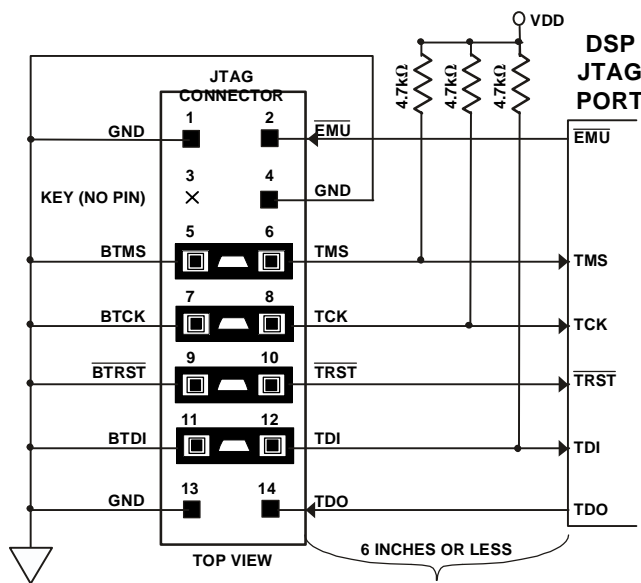 VDD
DSP
JTAG
PORT
4.7kΩ
4.7kΩ
4.7kΩ
JTAG
CONNECTOR
1 2
GND
EMU
EMU
3 4
KEY (NO PIN)
GND
5 6
BTMS
TMS
TMS
7 8
BTCK
TCK
TCK
9 10
BTRST
TRST
TRST
11 12
BTDI
TDI
TDI
13 14
GND
TDO
TDO
TOP VIEW
6 INCHES OR LESS